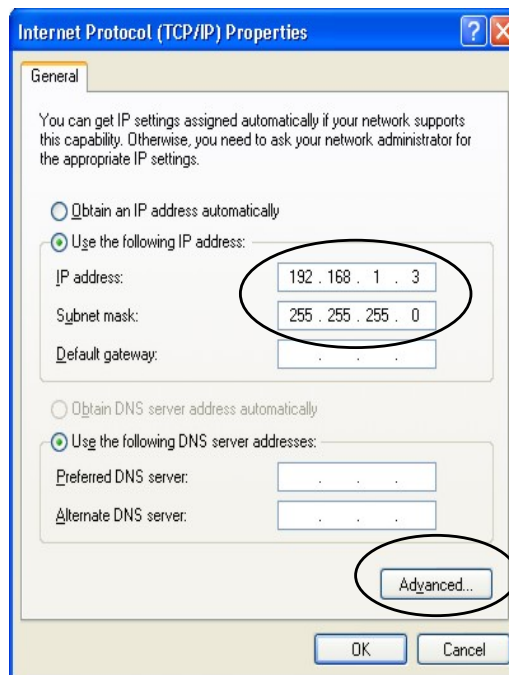 Internet Protocol (TCP/IP) Properties
General
You can get IP settings assigned automatically if your network supports
this capability. Otherwise, you need to ask your network administrator for
the appropriate IP settings.
Obtain an IP address automatically
Use the following IP address:
IP address: 192 . 168 . 1 . 3
Subnet mask: 255 . 255 . 255 . 0
Default gateway: . . .
Obtain DNS server address automatically
Use the following DNS server addresses:
Preferred DNS server: . . .
Alternate DNS server: . . .
Advanced...
OK Cancel